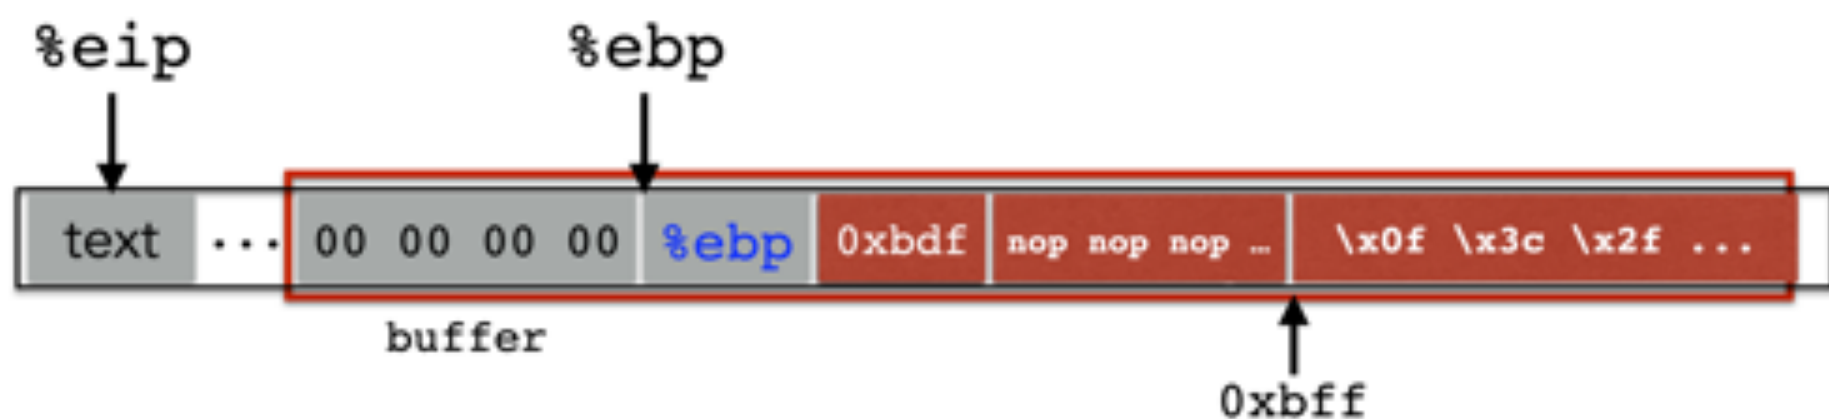 %eip %ebp
text ... 00 00 00 00 %ebp 0xbdf nop nop nop … \x0f \x3c \x2f ...
buffer
0xbff